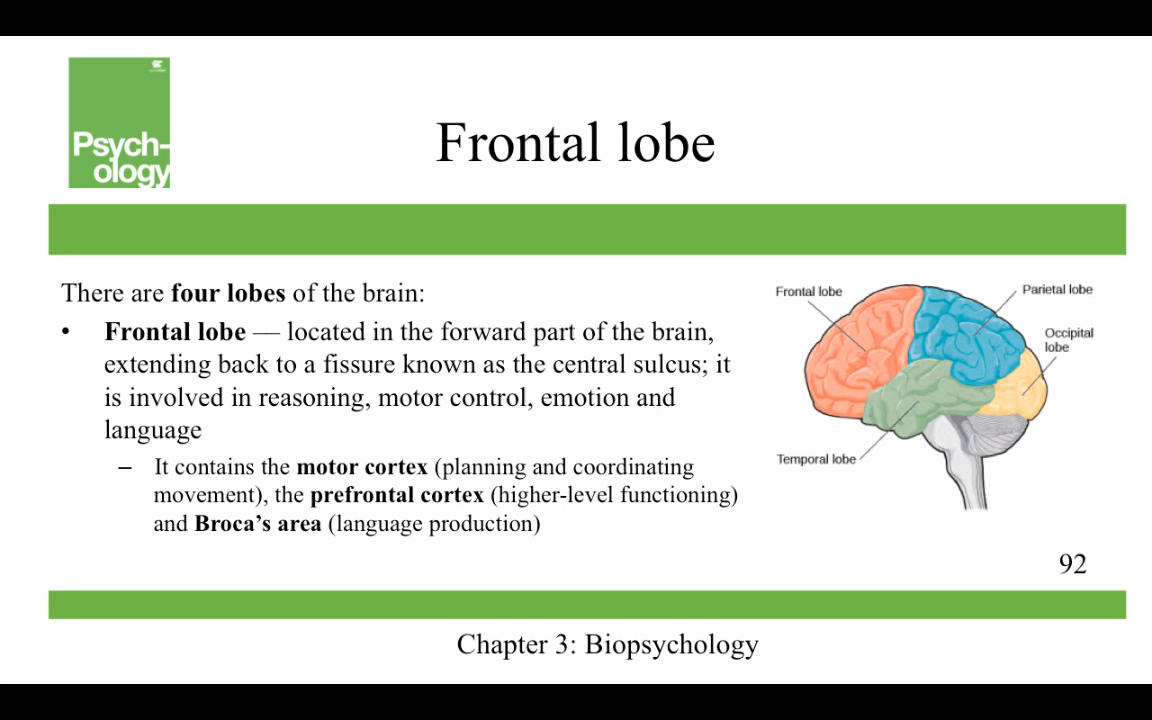 Psych-
ology
Frontal lobe
There are four lobes of the brain:
• Frontal lobe — located in the forward part of the brain,
extending back to a fissure known as the central sulcus; it
is involved in reasoning, motor control, emotion and
language
– It contains the motor cortex (planning and coordinating
movement), the prefrontal cortex (higher-level functioning)
and Broca’s area (language production)
Frontal lobe
Parietal lobe
Occipital
lobe
Temporal lobe
92
Chapter 3: Biopsychology